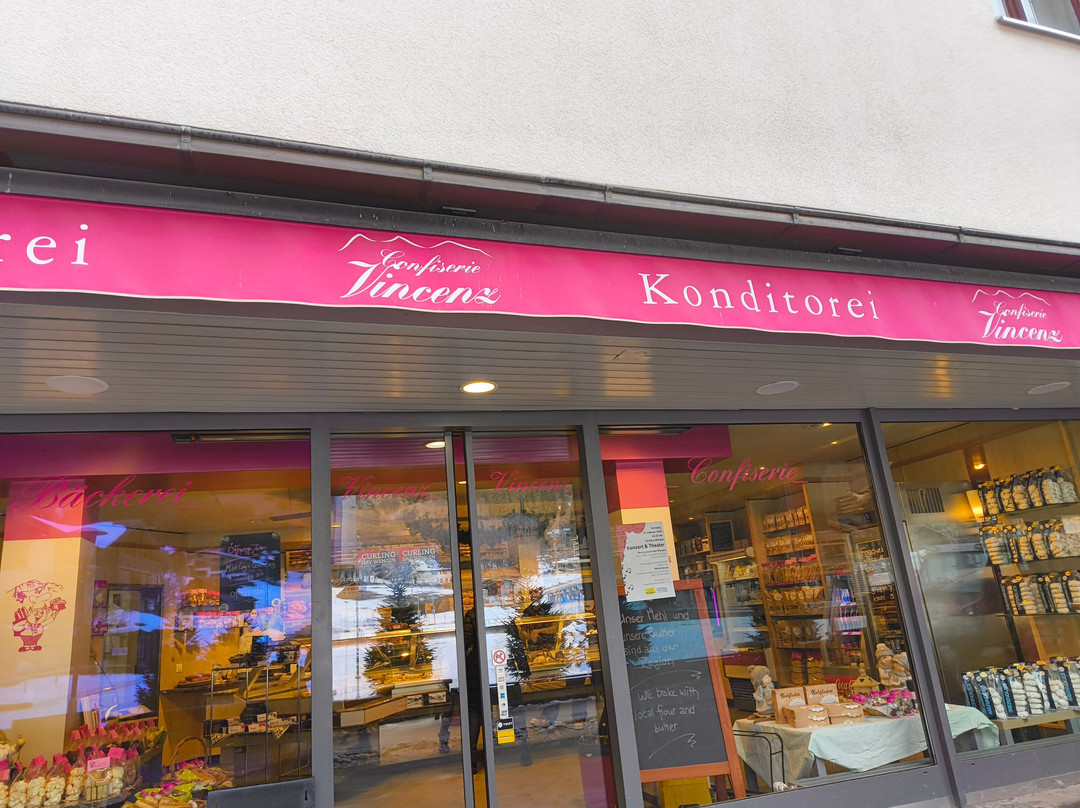 rei
Confiserie
Vincenz
Konditorei
Confiserie
Vincenz
Bäckerei
Vincenz
Vincenz
Confiserie
CURLING CURLING
Konzert & Theater
Unser Mehl und
unsere Butter
sind aus der
Region
We bake with
local flour and
butter